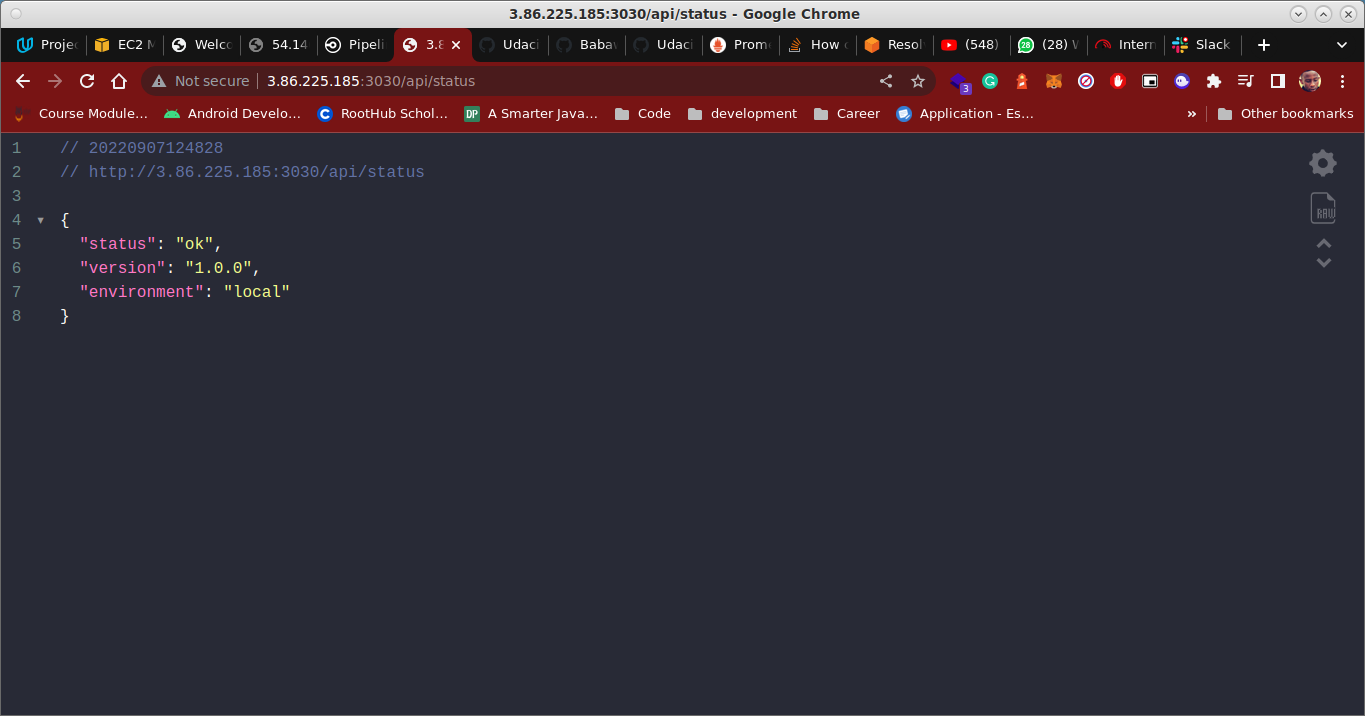 3.86.225.185:3030/api/status - Google Chrome
Projec EC2 M Welco 54.14 Pipeli 3.8 Udaci Babav Udaci Prome How c Resol (548) 28 (28) Intern Slack
Not secure 3.86.225.185:3030/api/status 3
Course Module... Android Develo... RootHub Schol... DP A Smarter Java... Code development Career Application - Es... » Other bookmarks
1 // 20220907124828
2 // http://3.86.225.185:3030/api/status
3
4 {
5 "status": "ok",
6 "version": "1.0.0",
7 "environment": "local"
8 }
RAW